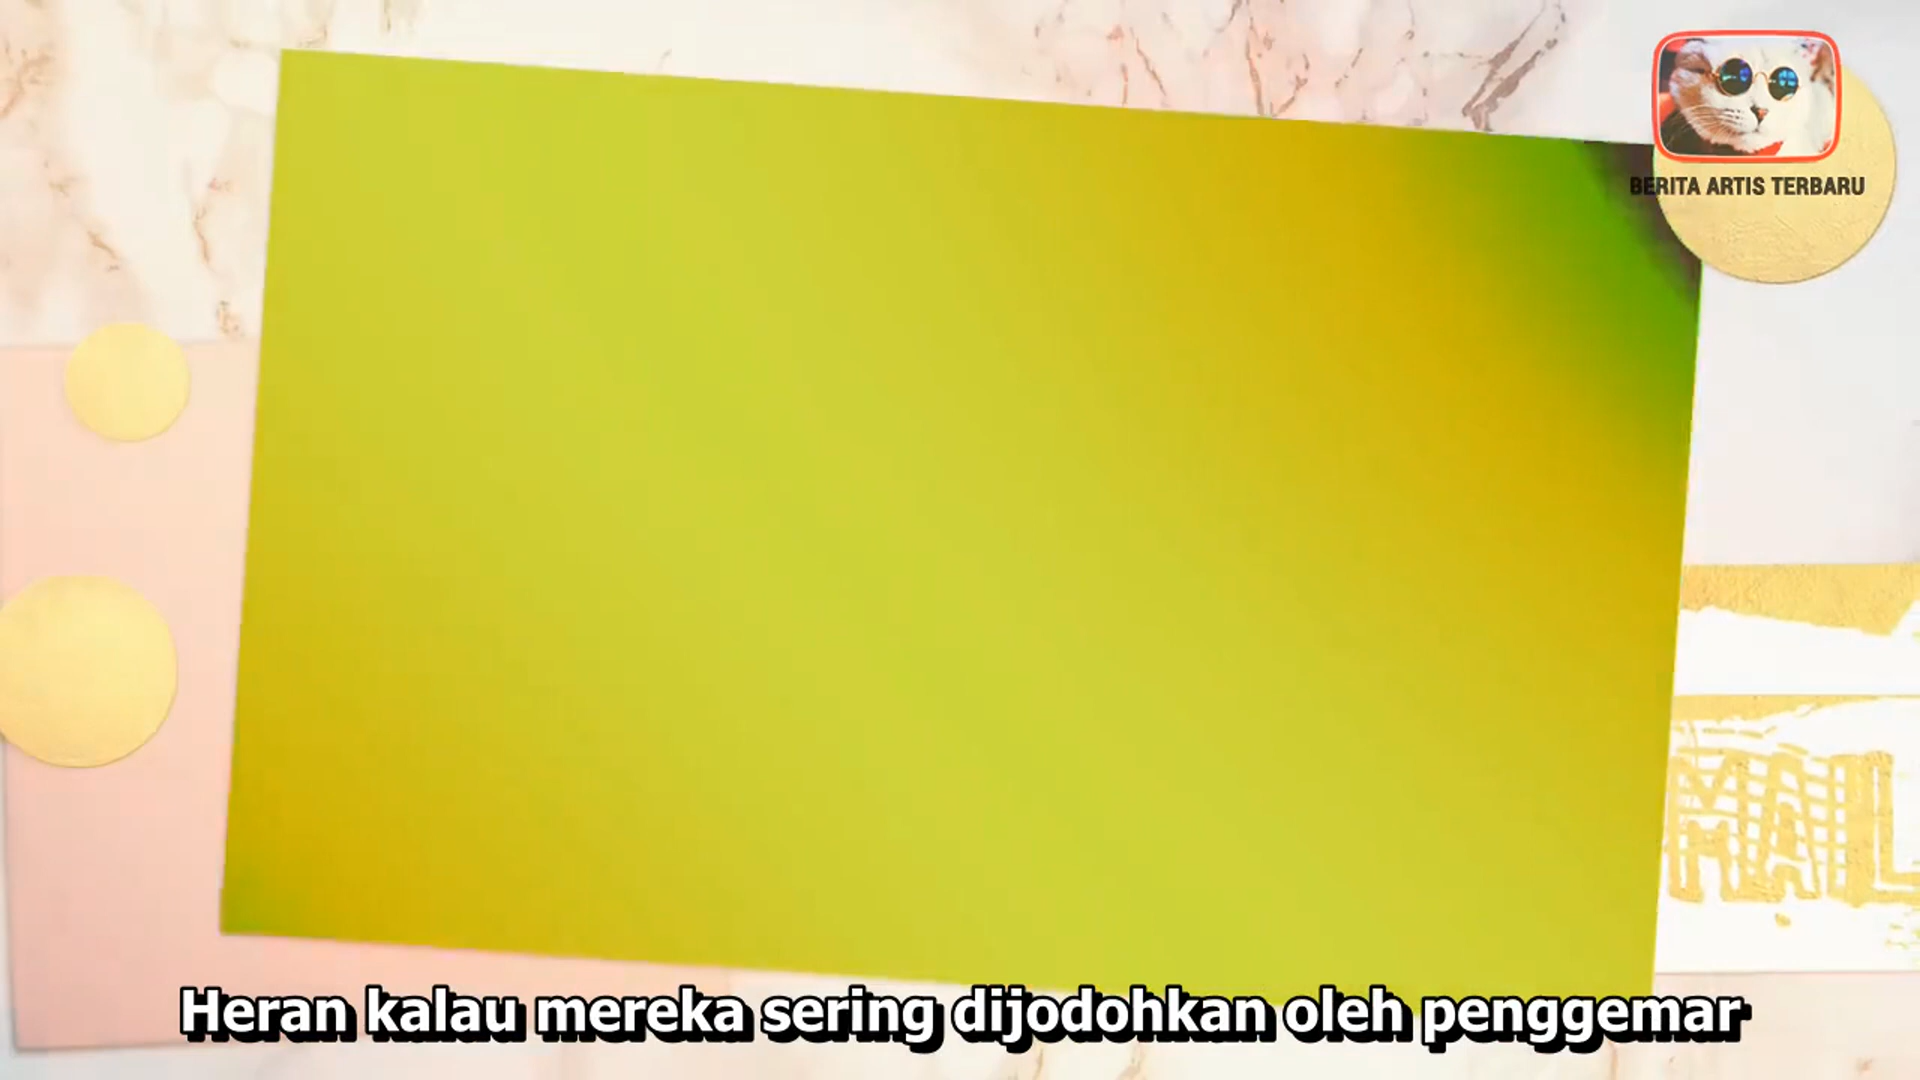 BERITA ARTIS TERBARU
MAIL
Heran kalau mereka sering dijodohkan oleh penggemar